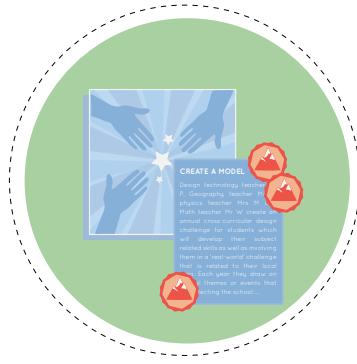 CREATE A MODEL
Design technology teacher
P, Geography teacher
physics teacher Mrs M
Math teacher Mr W create an
annual cross-curricular design
challenge for students which
will develop their subject
related skills as well as involving
them in a 'real world' challenge
that is related to their local
Each year they draw on
themes or events that
the school....